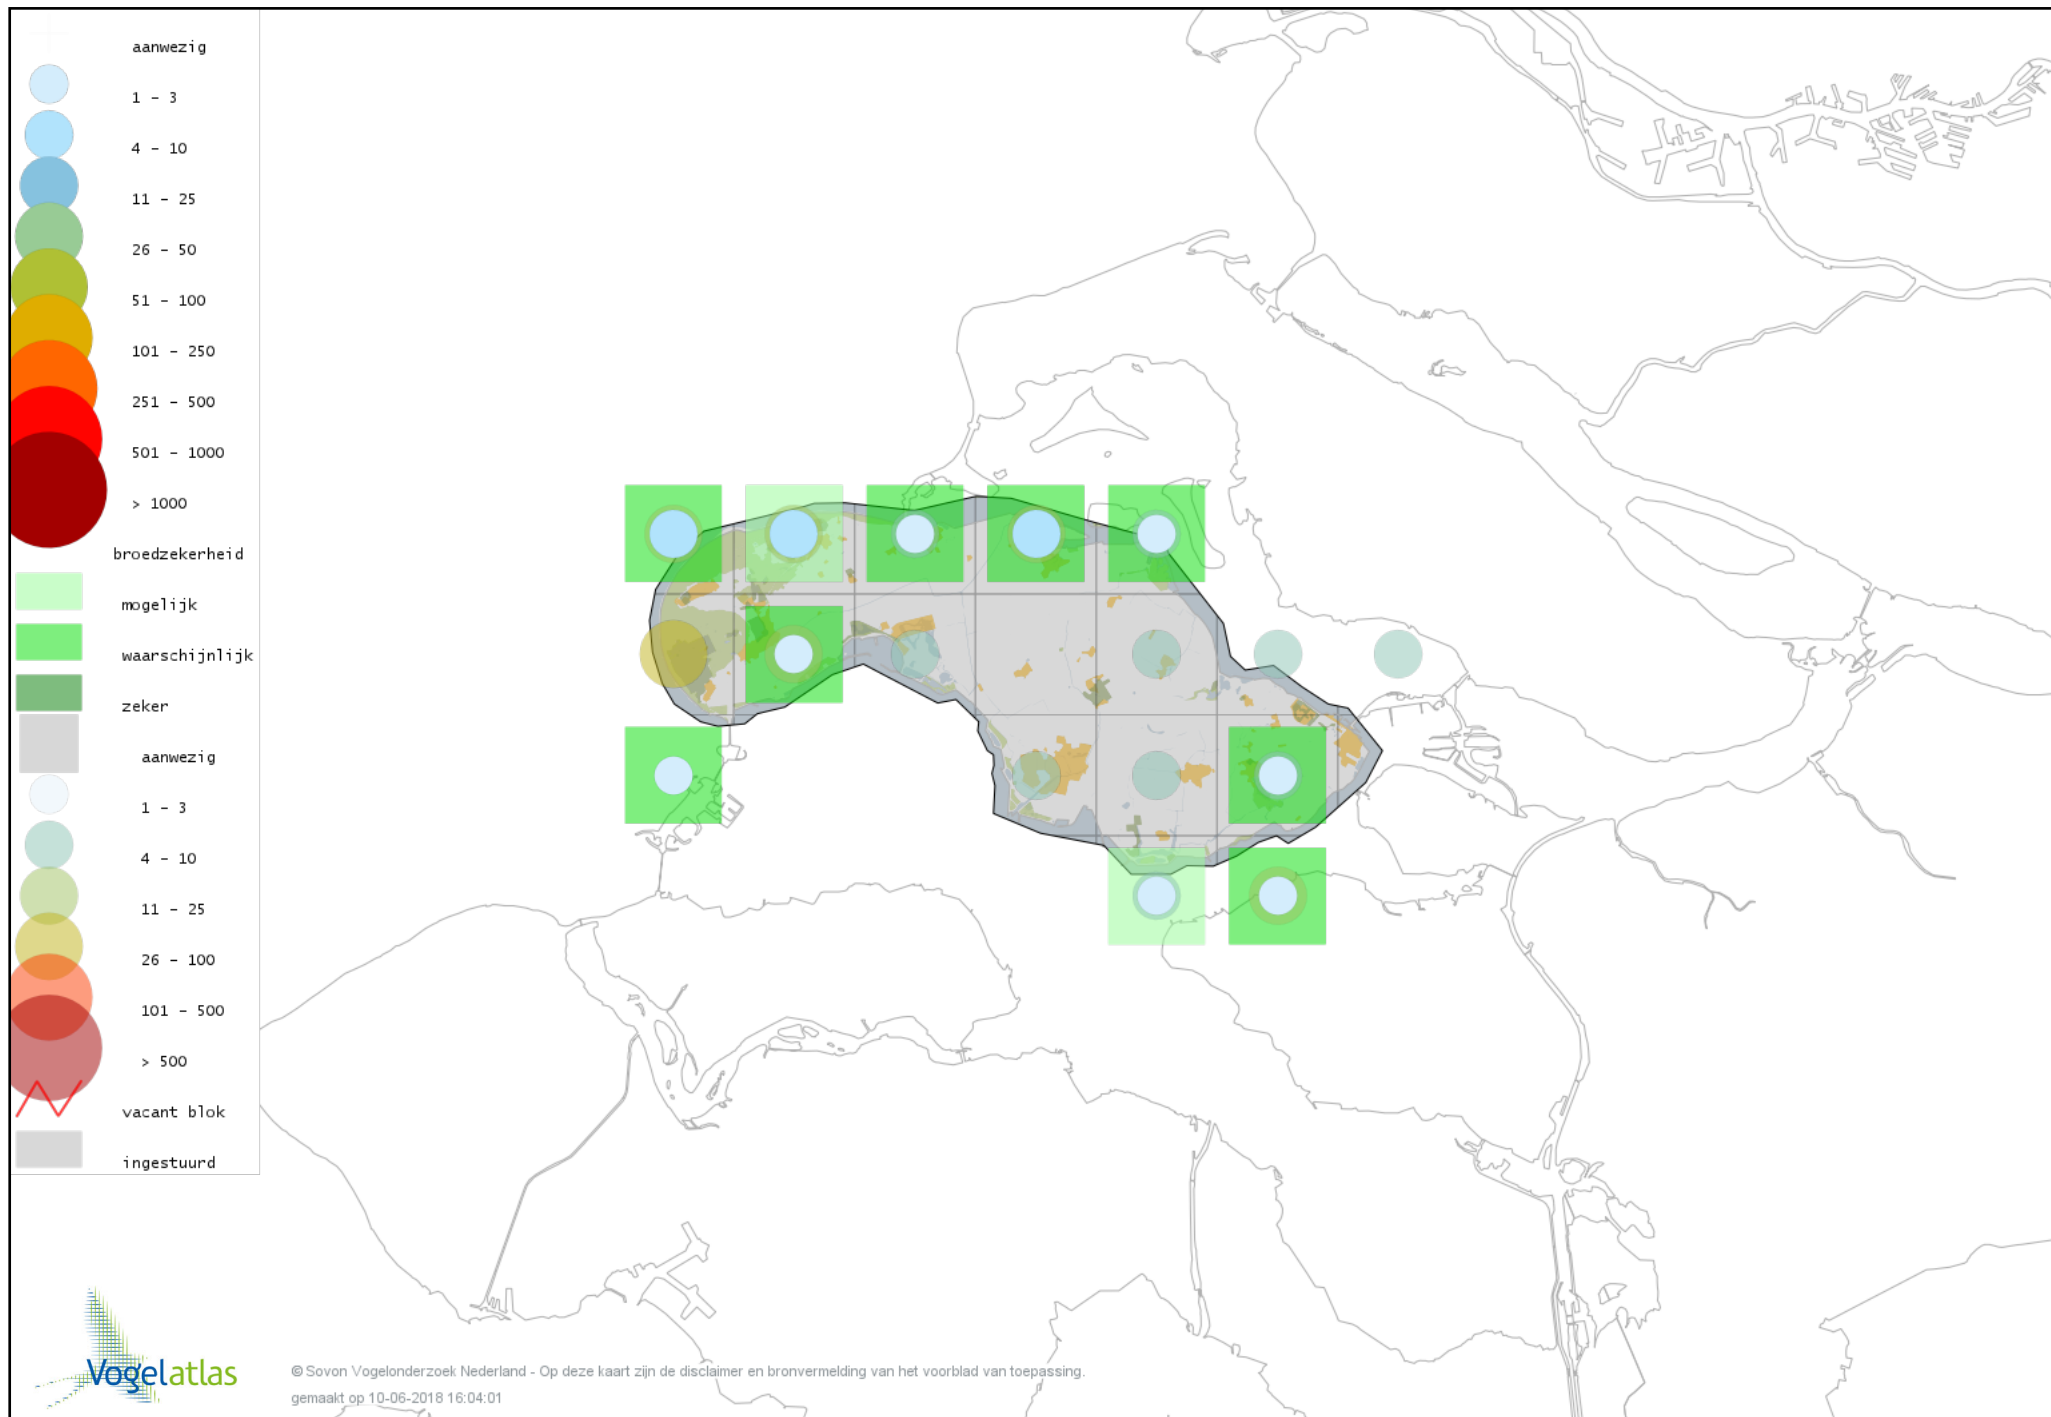 aanwezig
1 - 3
4 - 10
11 - 25
26 - 50
51 - 100
101 - 250
251 - 500
501 - 1000
> 1000
broedzekerheid
mogelijk
waarschijnlijk
zeker
aanwezig
1 - 3
4 - 10
11 - 25
26 - 100
101 - 500
> 500
vacant blok
ingestuurd
Vogelatlas
© Sovon Vogelonderzoek Nederland - Op deze kaart zijn de disclaimer en bronvermelding van het voorblad van toepassing.
gemaakt op 10-06-2018 16:04:01